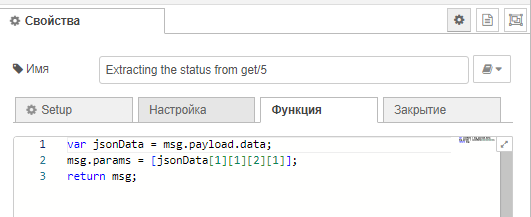 Свойства
Имя
Extracting the status from get/5
Setup
Настройка
Функция
Закрытие
1 var jsonData = msg.payload.data;
2 msg.params = [jsonData[1][1][2][1]];
3 return msg;